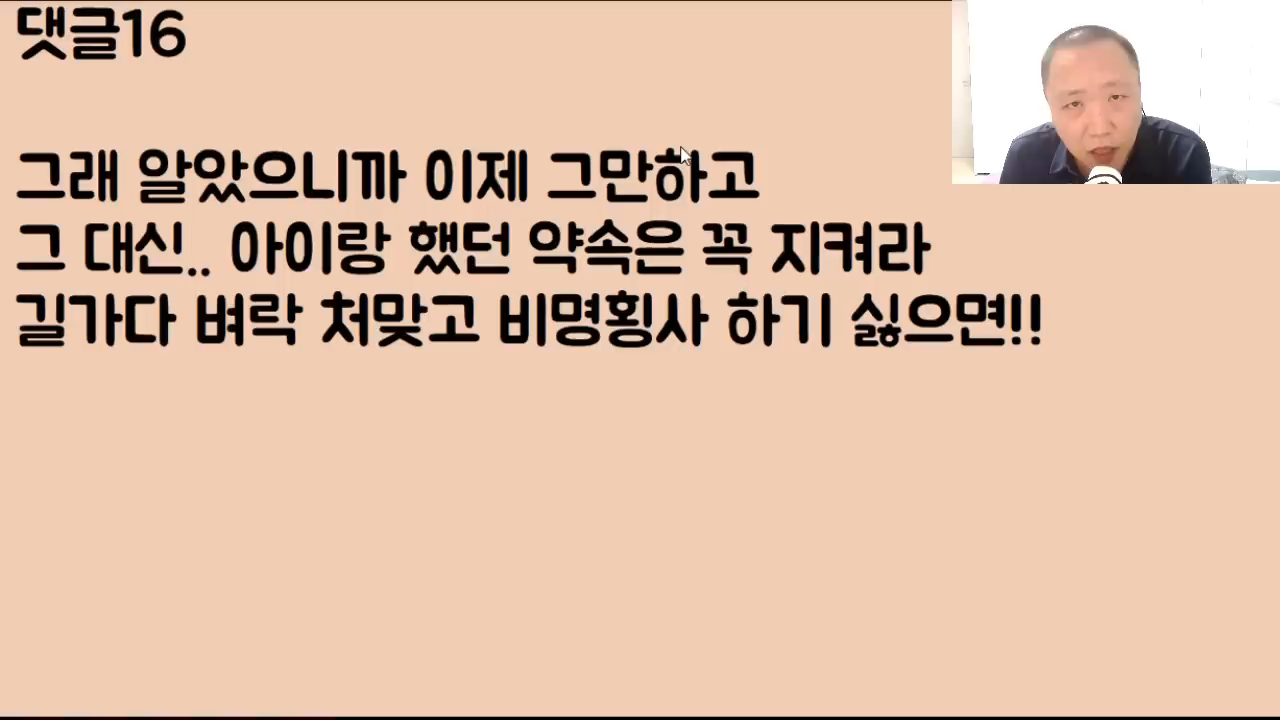 댓글16
그래 알았으니까 이제 그만하고
그 대신.. 아이랑 했던 약속은 꼭 지켜라
길가다 벼락 처맞고 비명횡사 하기 싫으면!!